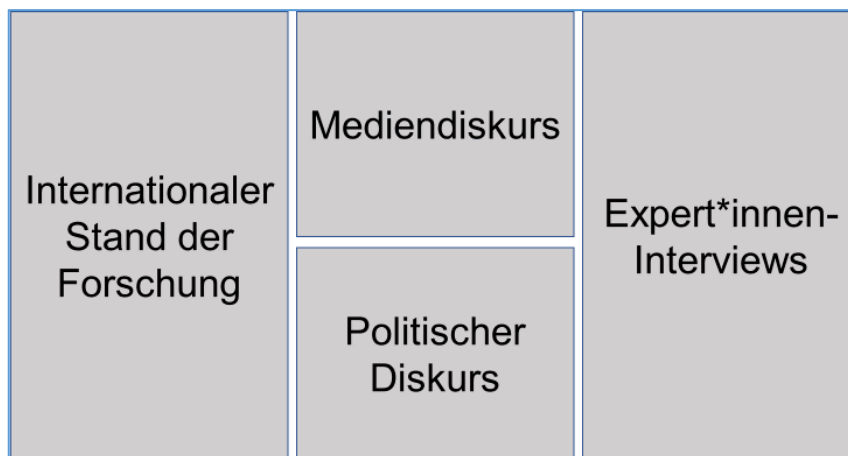 Internationaler
Stand der
Forschung
Mediendiskurs
Politischer
Diskurs
Expert*innen-
Interviews